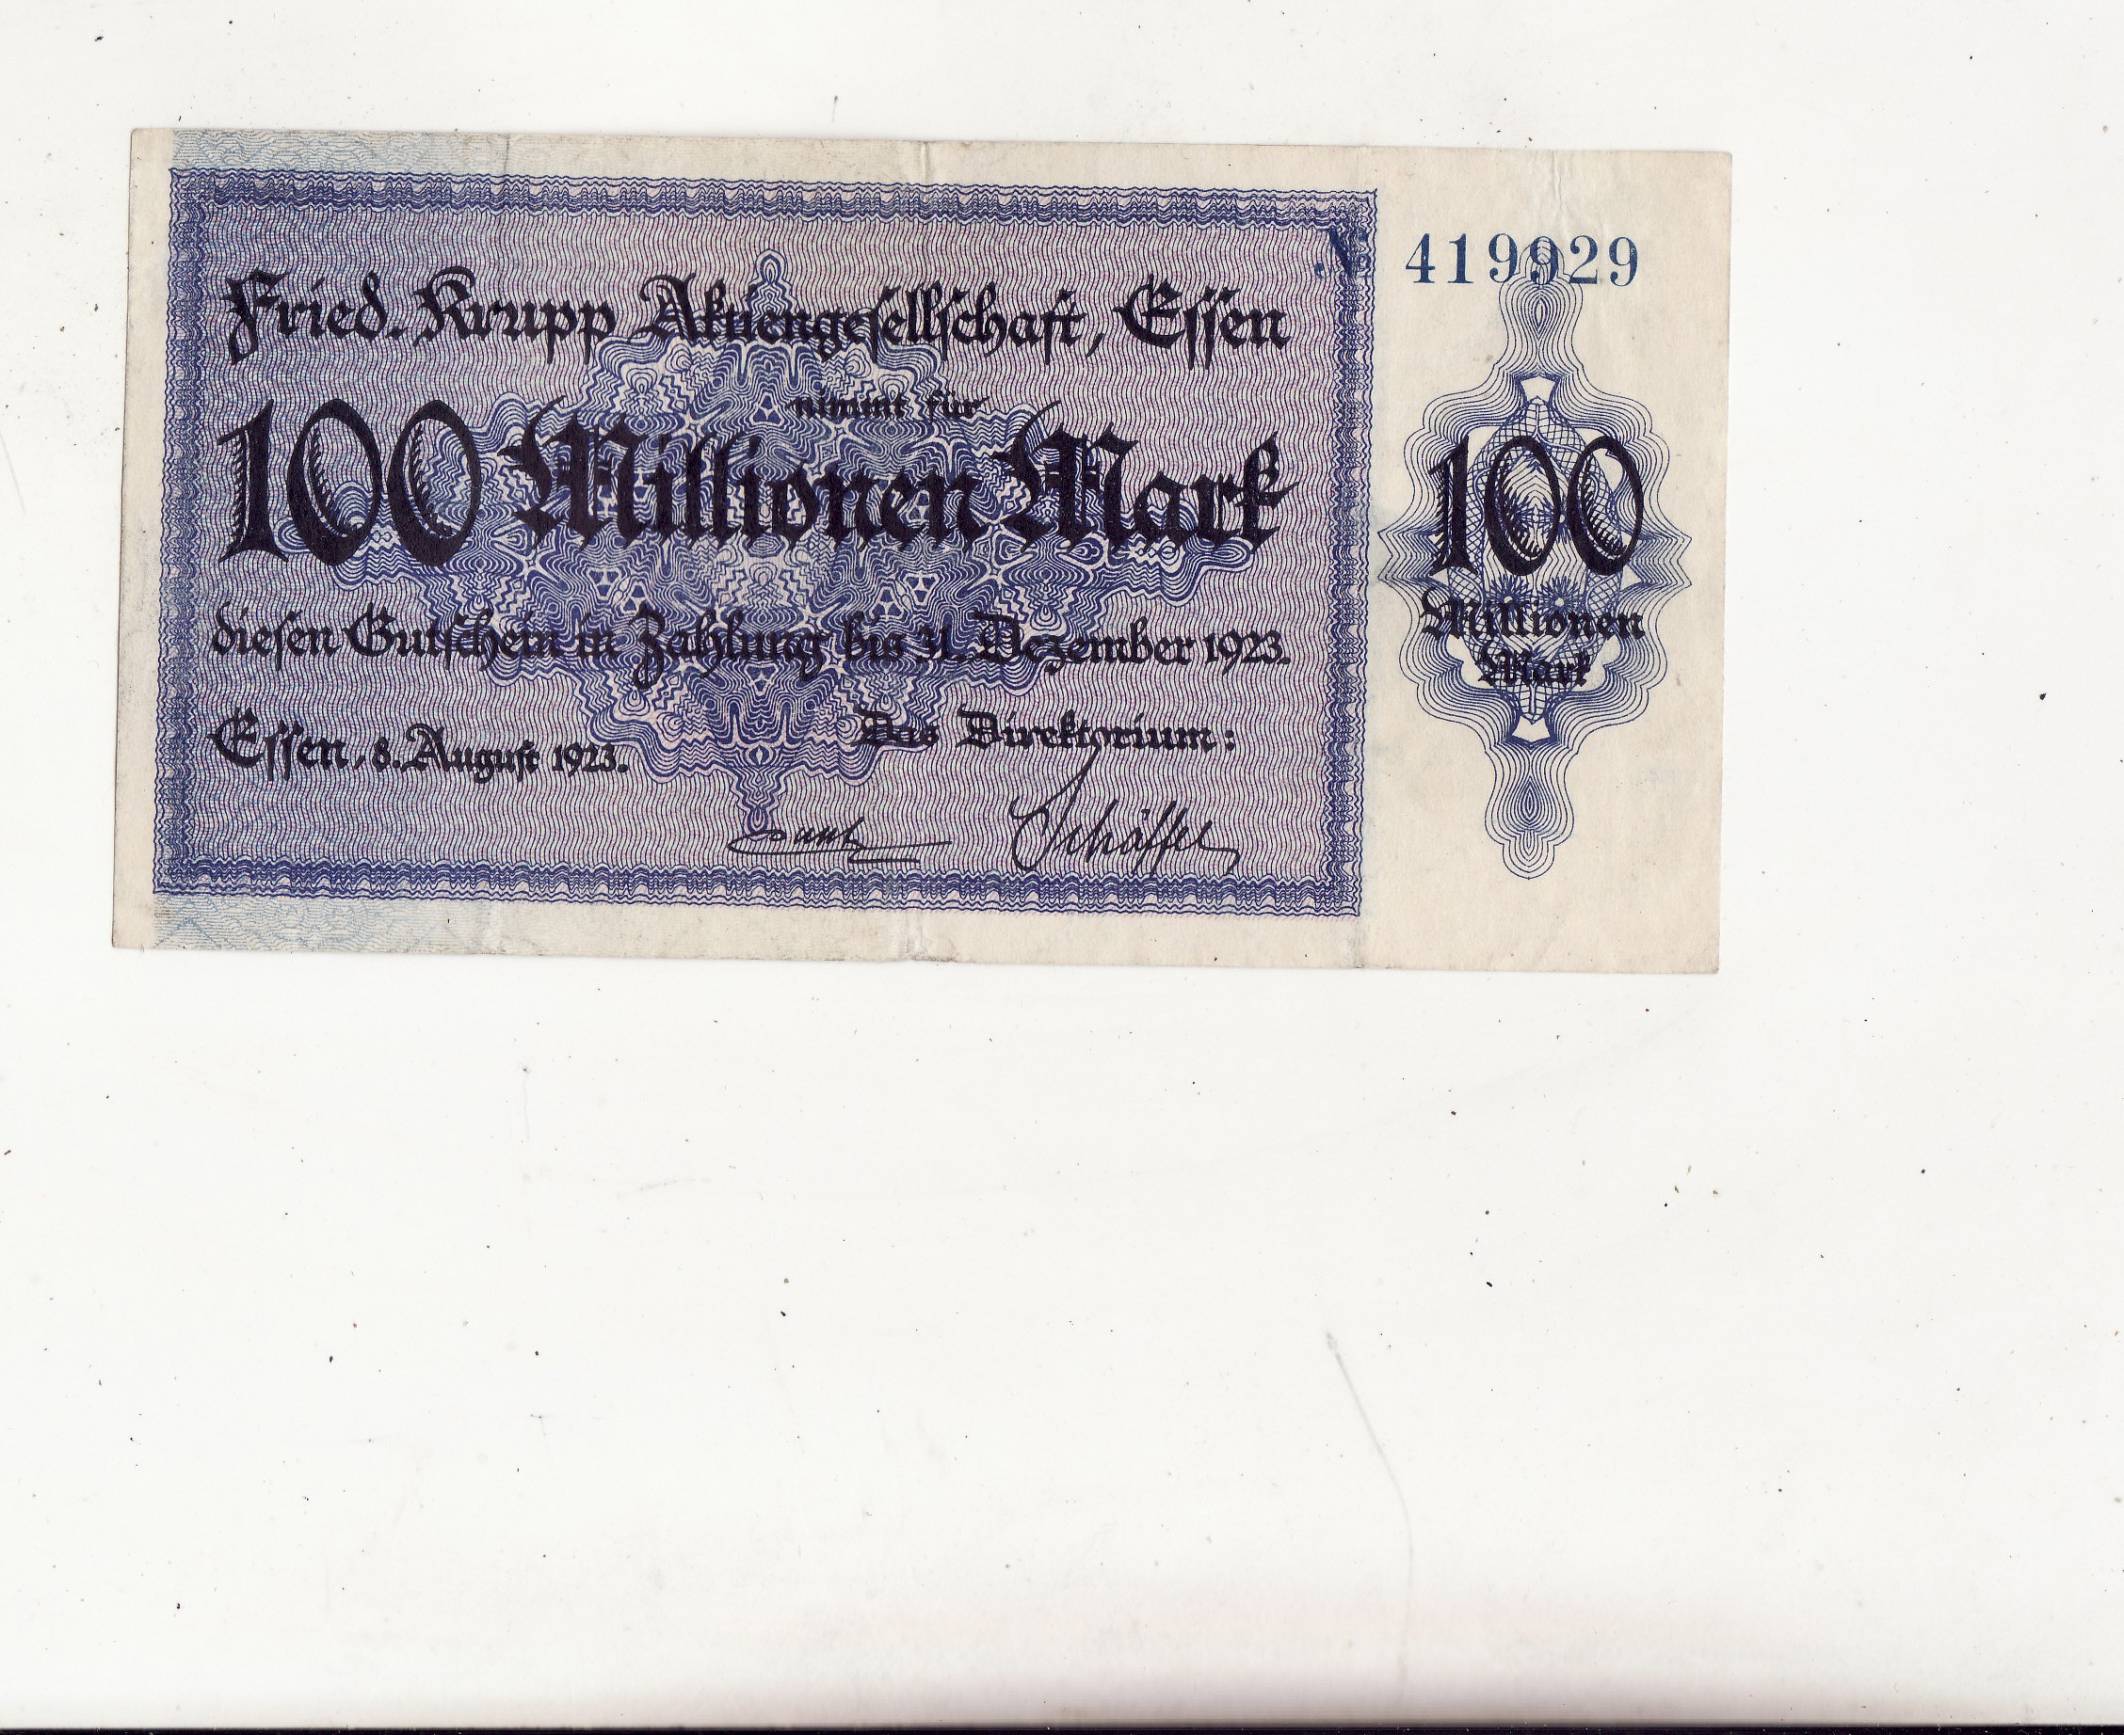 Fried. Krupp Aktiengesellschaft, Essen
nimmt für
100 Millionen Mark
diesen Gutschein in Zahlung bis 31. Dezember 1923.
Essen, 8. August 1923.
Das Direktorium:
Schäffer
№ 419929
100
Millionen
Mark